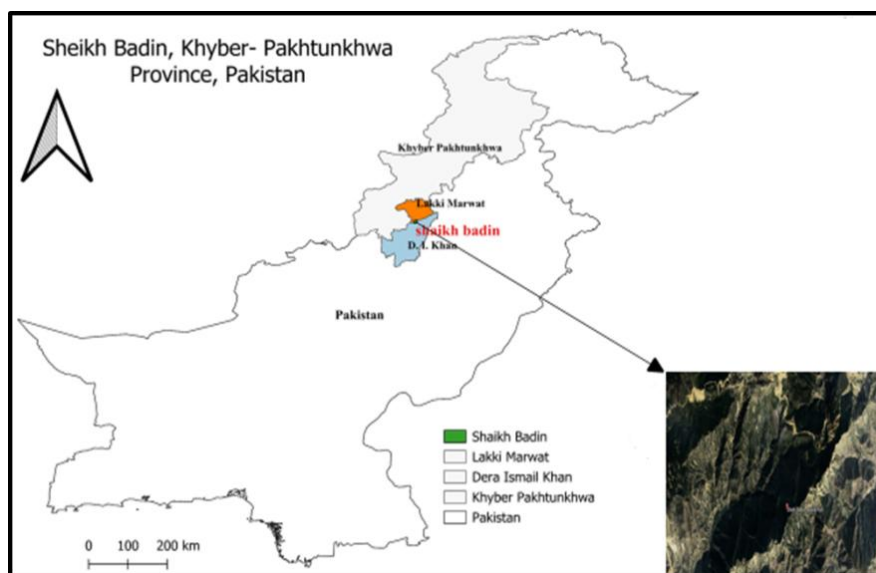 Sheikh Badin, Khyber- Pakhtunkhwa
Province, Pakistan
Khyber Pakhtunkhwa
Lakki Marwat
shaikh badin
D. I. Khan
Pakistan
Shaikh Badin
Lakki Marwat
Dera Ismail Khan
Khyber Pakhtunkhwa
Pakistan
0 100 200 km